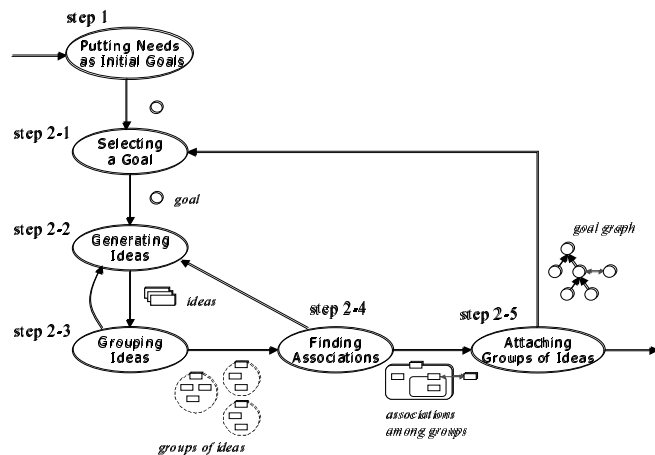 step 1
Putting Needs
as Initial Goals
step 2-1
Selecting
a Goal
goal
step 2-2
Generating
Ideas
ideas
step 2-3
Grouping
Ideas
groups of ideas
step 2-4
Finding
Associations
associations
among groups
step 2-5
Attaching
Groups of Ideas
goal graph